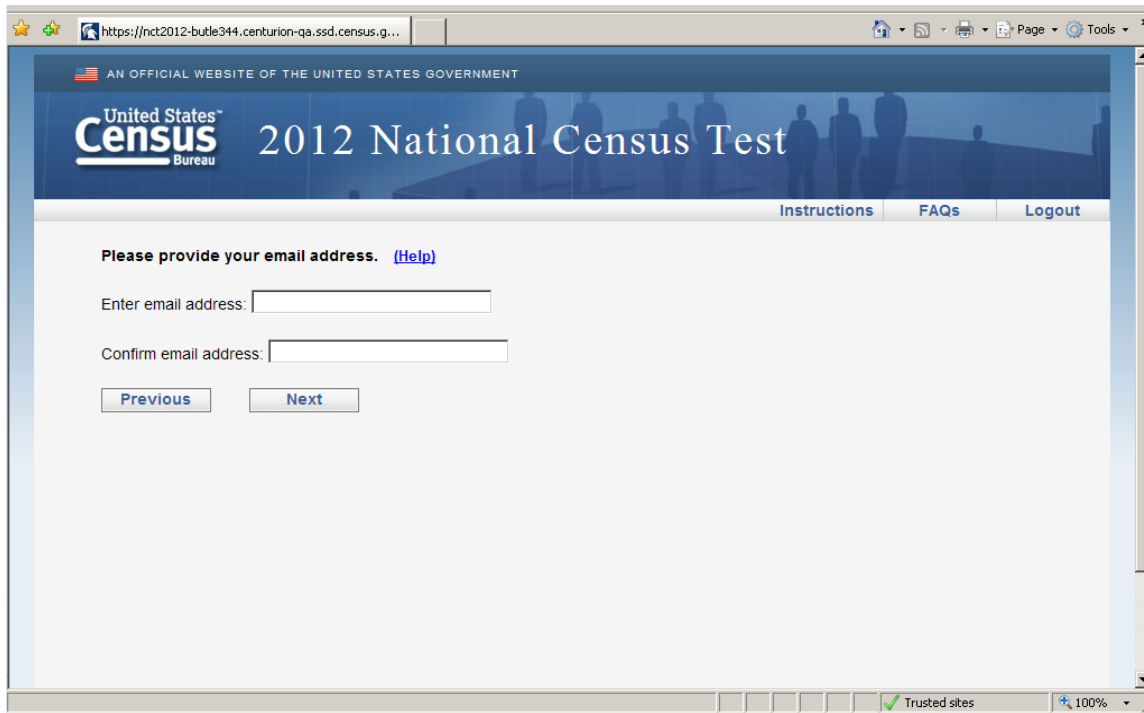 https://nct2012-butle344.centurion-qa.ssd.census.g... Page Tools
AN OFFICIAL WEBSITE OF THE UNITED STATES GOVERNMENT
United States™
Census
Bureau
2012 National Census Test
Instructions FAQs Logout
Please provide your email address. (Help)
Enter email address:
Confirm email address:
Previous Next
Trusted sites 100%